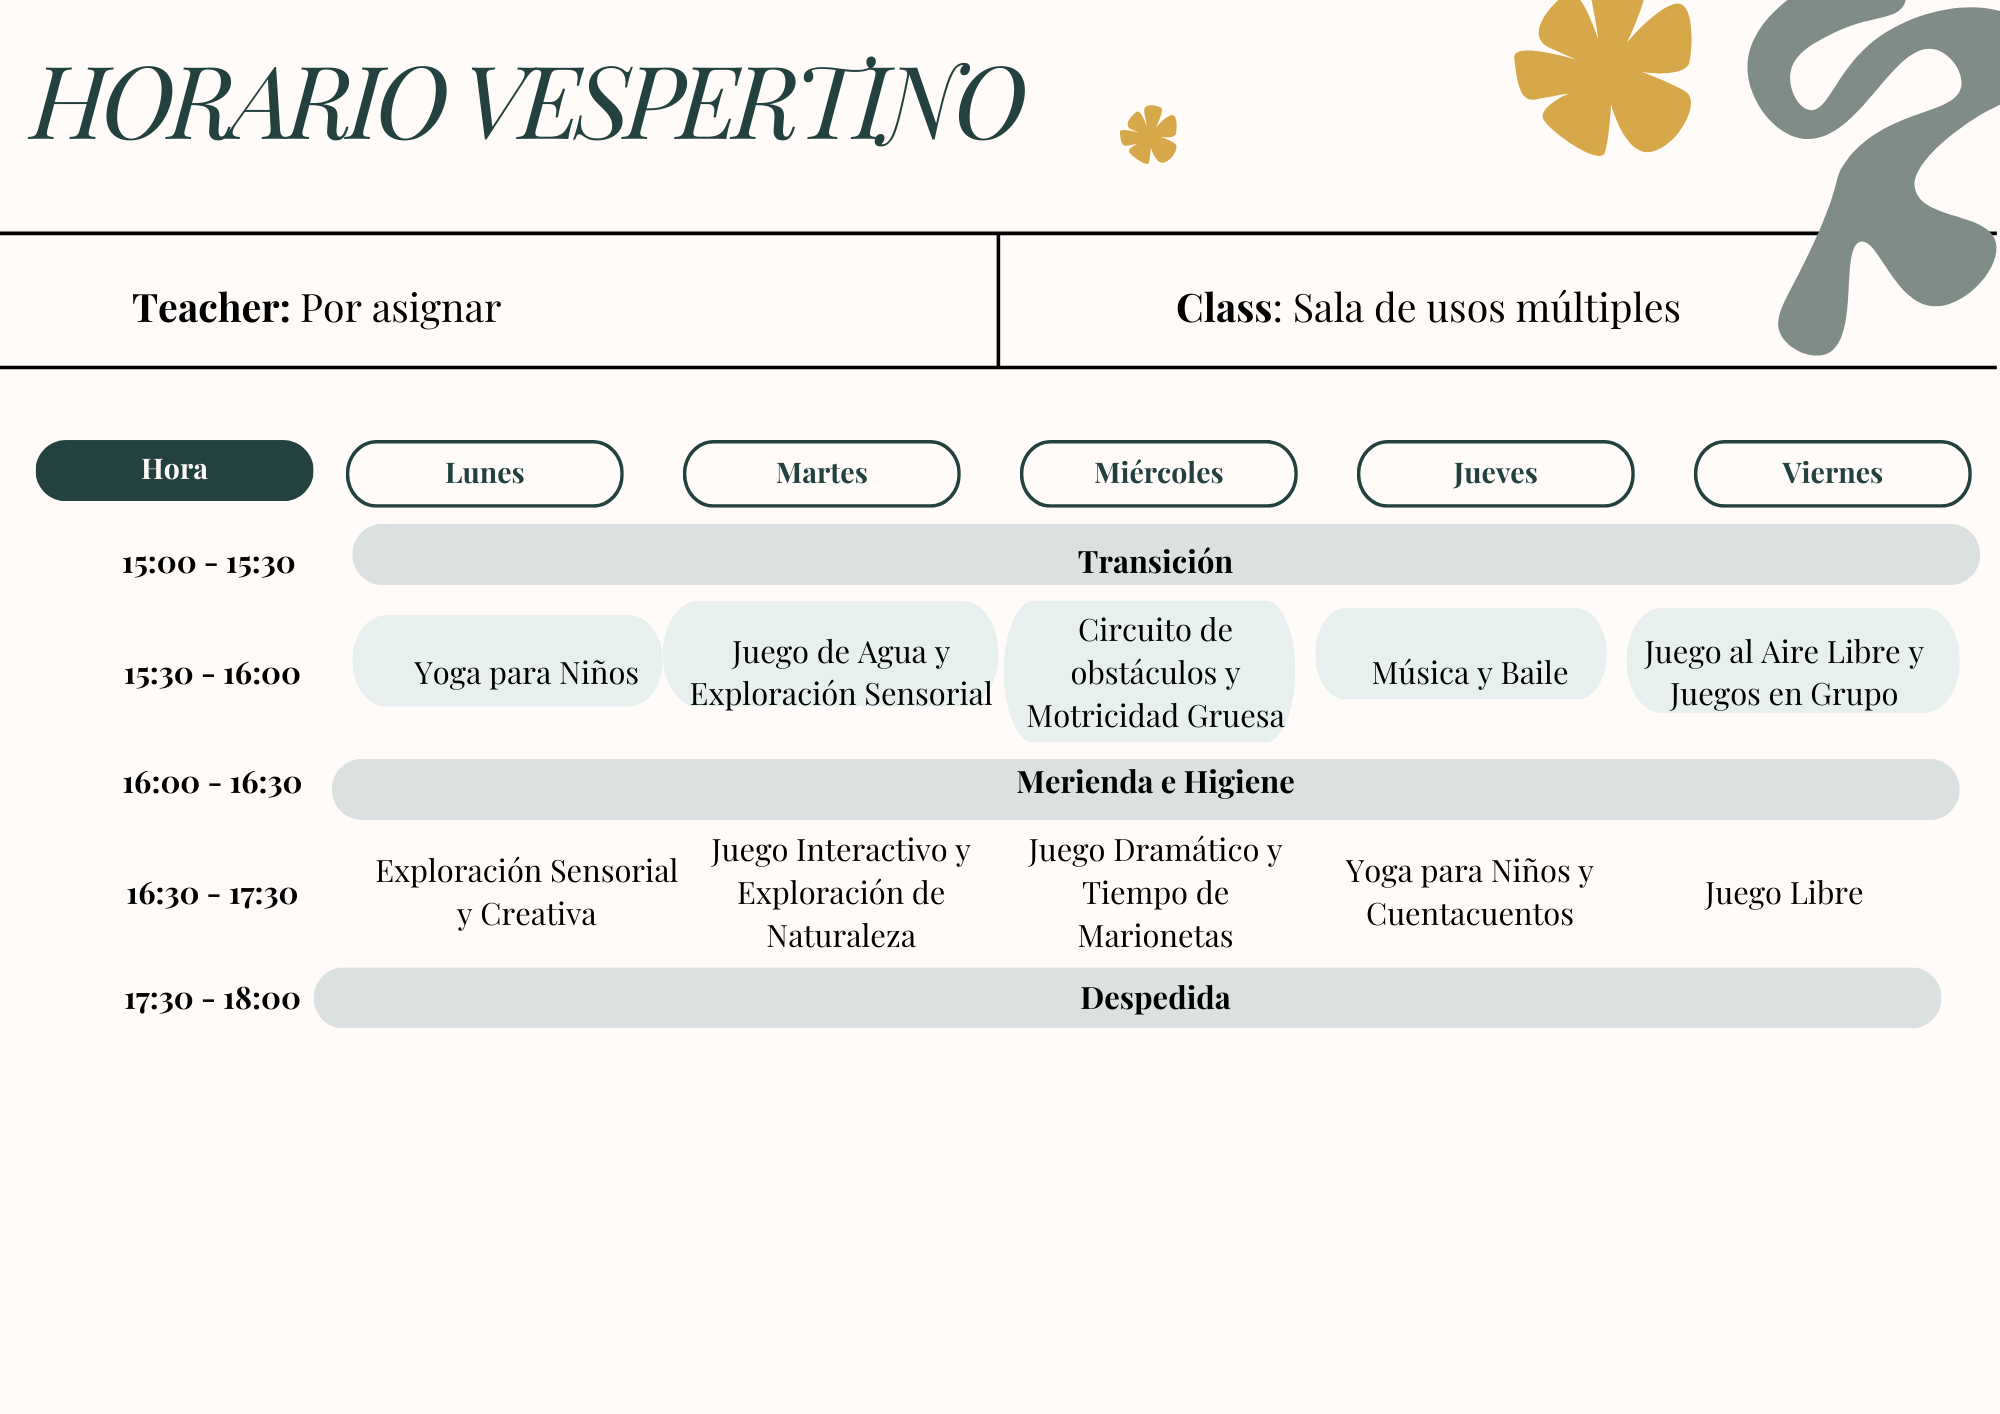 HORARIO VESPERTINO
Teacher: Por asignar
Class: Sala de usos múltiples
Hora
Lunes
Martes
Miércoles
Jueves
Viernes
15:00 - 15:30
Transición
15:30 - 16:00
Yoga para Niños
Juego de Agua y
Exploración Sensorial
Circuito de
obstáculos y
Motricidad Gruesa
Música y Baile
Juego al Aire Libre y
Juegos en Grupo
16:00 - 16:30
Merienda e Higiene
16:30 - 17:30
Exploración Sensorial
y Creativa
Juego Interactivo y
Exploración de
Naturaleza
Juego Dramático y
Tiempo de
Marionetas
Yoga para Niños y
Cuentacuentos
Juego Libre
17:30 - 18:00
Despedida